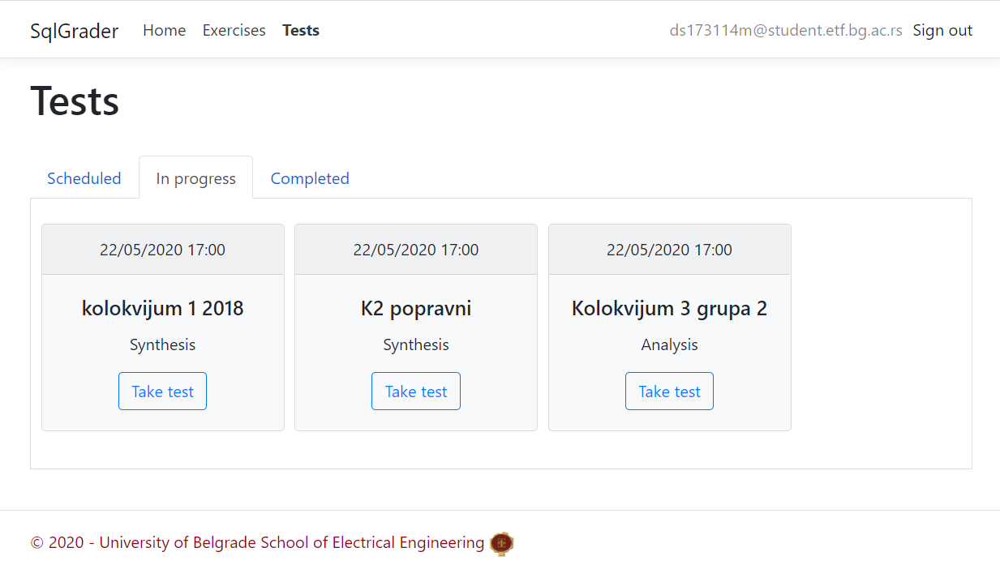 SqlGrader Home Exercises Tests ds173114m@student.etf.bg.ac.rs Sign out
Tests
Scheduled In progress Completed
22/05/2020 17:00 22/05/2020 17:00 22/05/2020 17:00
kolokvijum 1 2018 K2 popravni Kolokvijum 3 grupa 2
Synthesis Synthesis Analysis
Take test Take test Take test
© 2020 - University of Belgrade School of Electrical Engineering